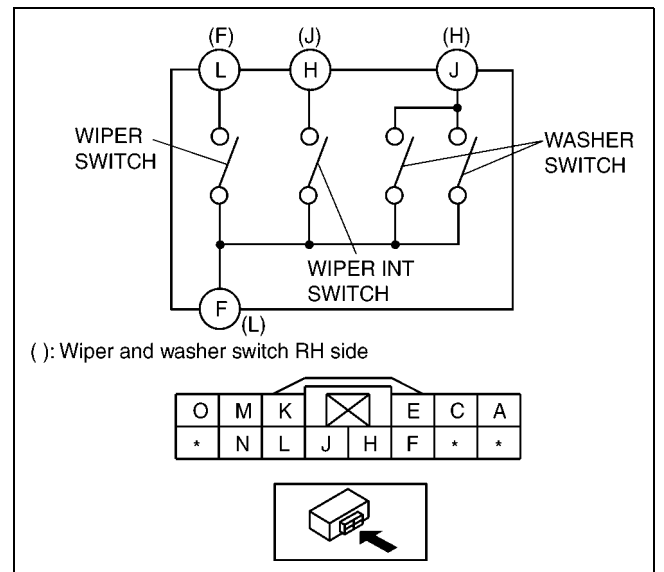 (F) (J) (H)
L H J
WIPER
SWITCH
WASHER
SWITCH
WIPER INT
SWITCH
F
(L)
( ): Wiper and washer switch RH side
O M K E C A
* N L J H F * *